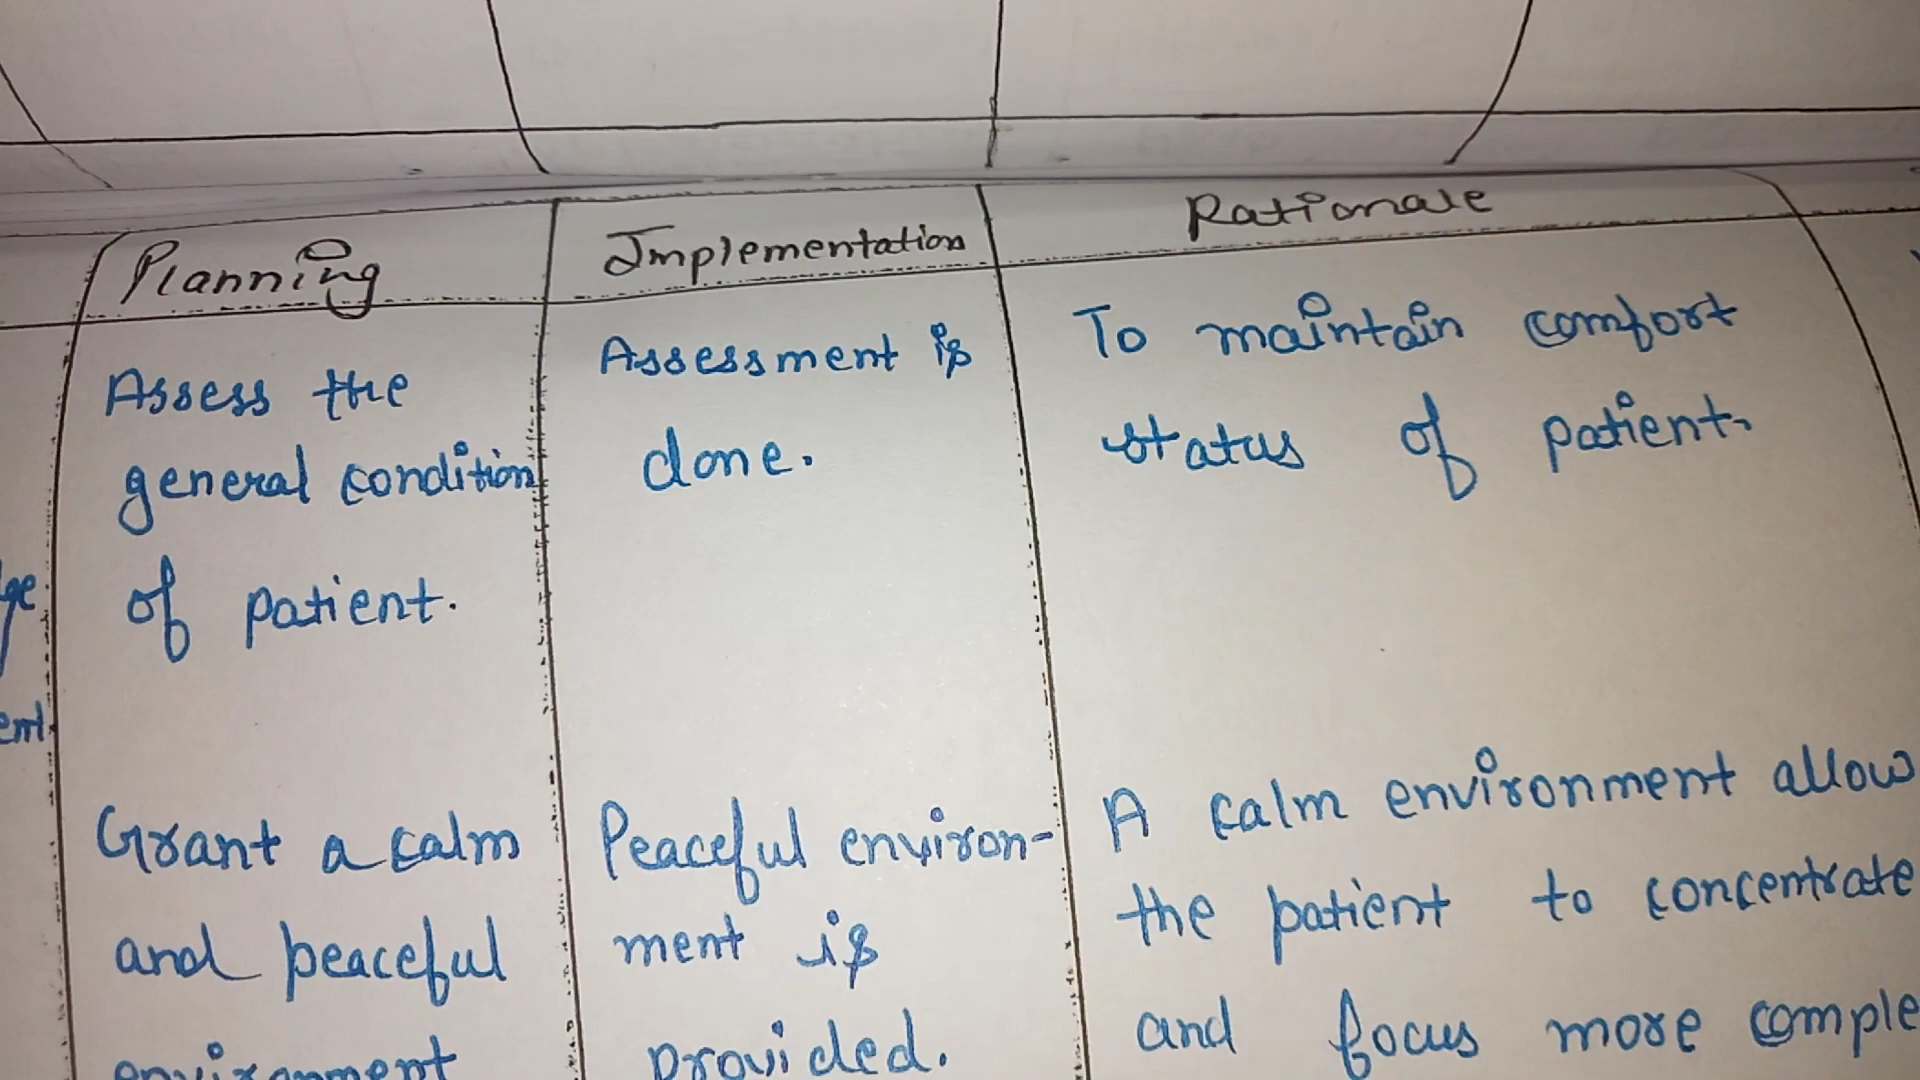 Planning
Implementation
Rationale
Assess the
general condition
of patient.
Assessment is
done.
To maintain comfort
status of patient.
Grant a calm
and peaceful
environment
Peaceful environ-
ment is
provided.
A calm environment allow
the patient to concentrate
and focus more comple